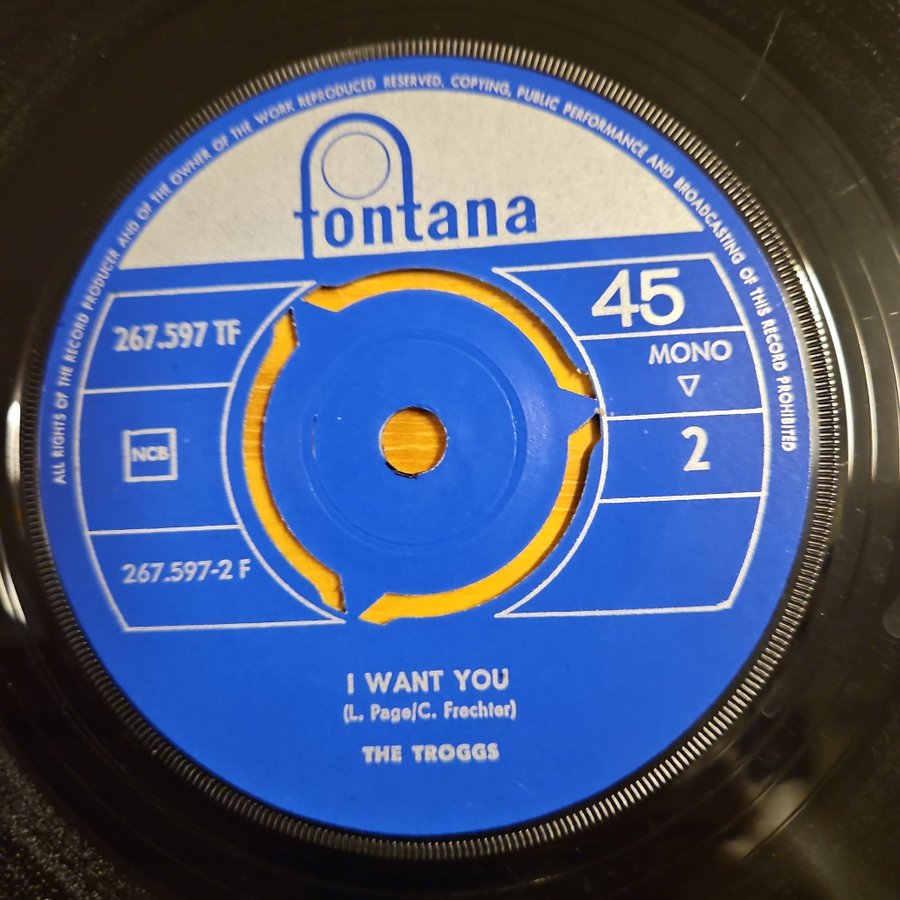 ALL RIGHTS OF THE RECORD PRODUCER AND OF THE OWNER OF THE WORK REPRODUCED RESERVED. COPYING, PUBLIC PERFORMANCE AND BROADCASTING OF THIS RECORD PROHIBITED
fontana
267.597 TF
45
MONO
▽
NCB
2
267.597-2 F
I WANT YOU
(L. Page/C. Frechter)
THE TROGGS